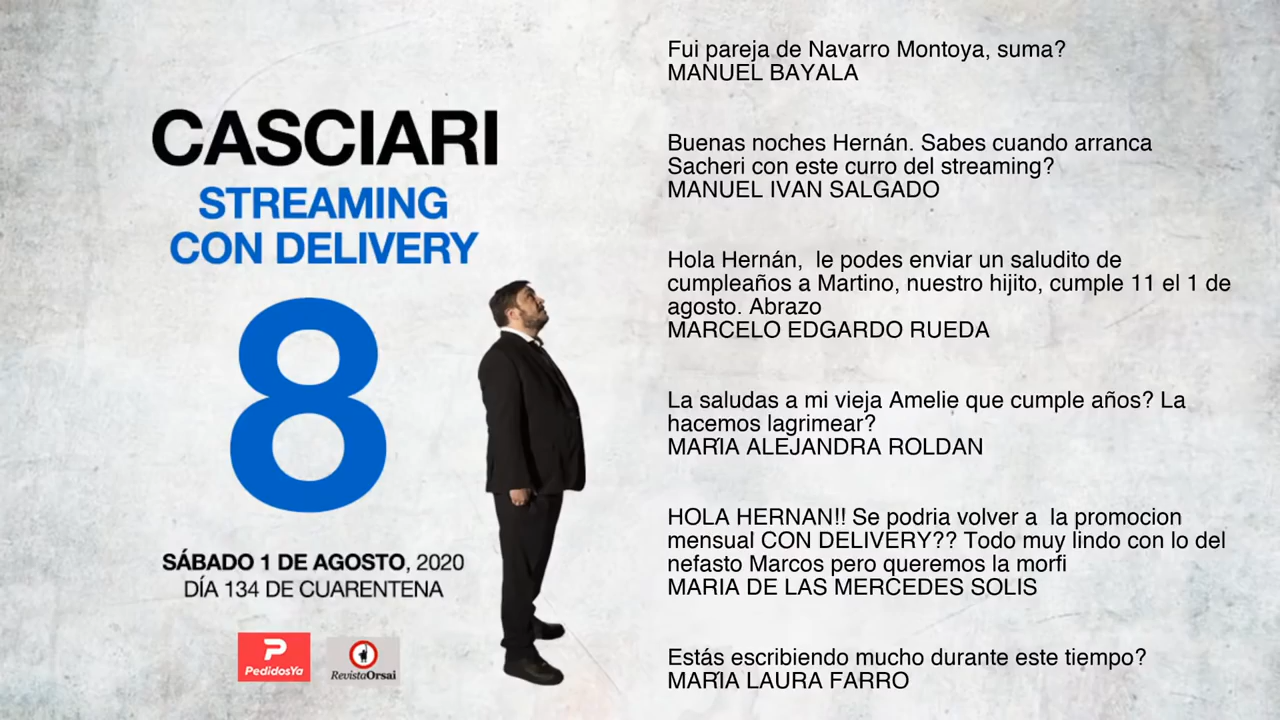 CASCIARI
STREAMING
CON DELIVERY
8
SÁBADO 1 DE AGOSTO, 2020
DÍA 134 DE CUARENTENA
PedidosYa
RevistaOrsai
Fui pareja de Navarro Montoya, suma?
MANUEL BAYALA
Buenas noches Hernán. Sabes cuando arranca
Sacheri con este curro del streaming?
MANUEL IVAN SALGADO
Hola Hernán,  le podes enviar un saludito de
cumpleaños a Martino, nuestro hijito, cumple 11 el 1 de
agosto. Abrazo
MARCELO EDGARDO RUEDA
La saludas a mi vieja Amelie que cumple años? La
hacemos lagrimear?
MARÍA ALEJANDRA ROLDAN
HOLA HERNAN!! Se podria volver a  la promocion
mensual CON DELIVERY?? Todo muy lindo con lo del
nefasto Marcos pero queremos la morfi
MARIA DE LAS MERCEDES SOLIS
Estás escribiendo mucho durante este tiempo?
MARÍA LAURA FARRO